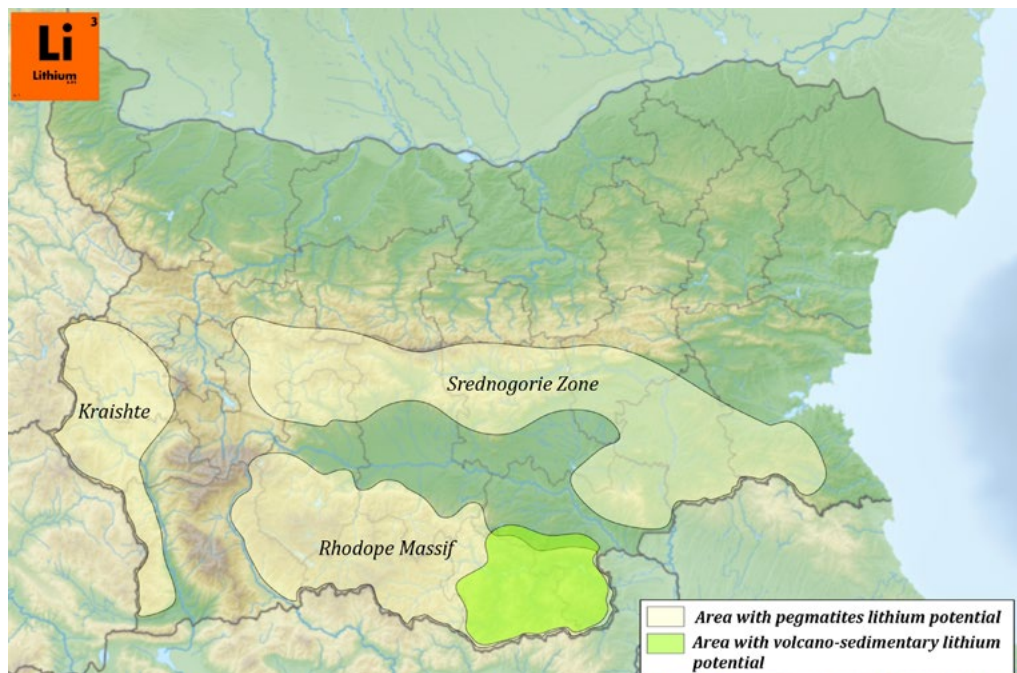 3
Li
Lithium
Srednogorie Zone
Kraishte
Rhodope Massif
Area with pegmatites lithium potential
Area with volcano-sedimentary lithium
potential